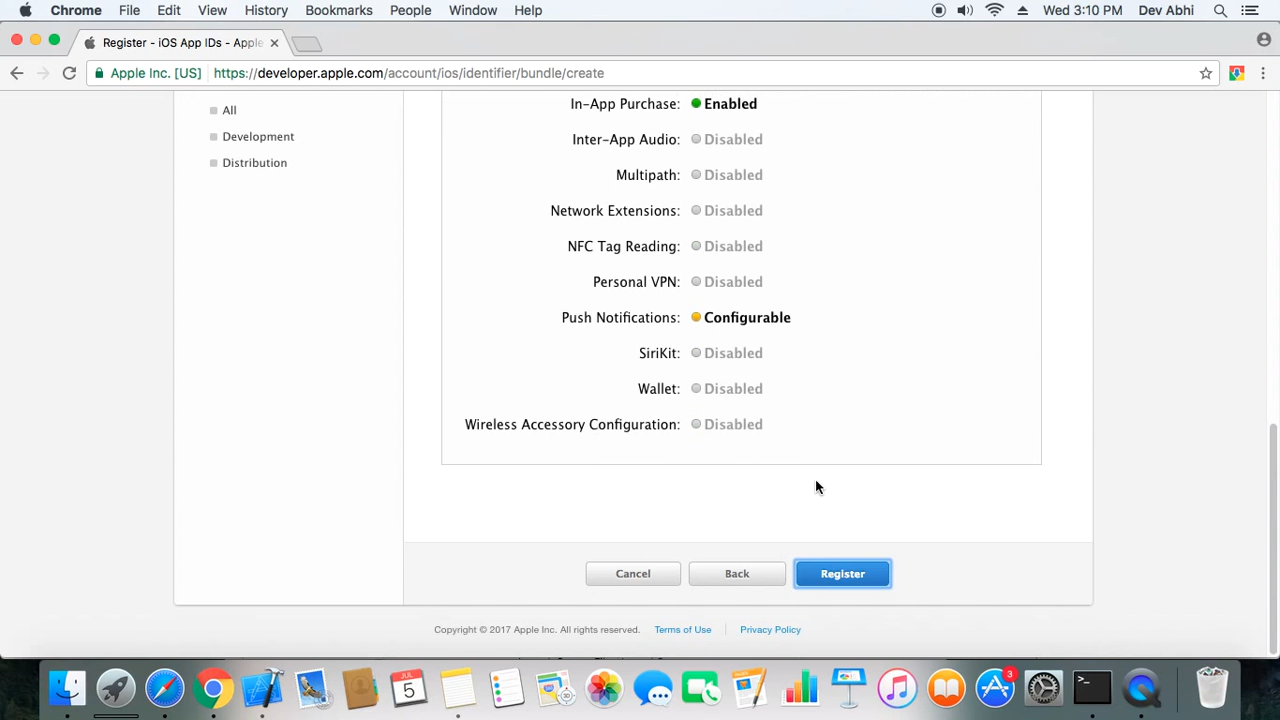 Chrome File Edit View History Bookmarks People Window Help Wed 3:10 PM Dev Abhi
Register - iOS App IDs - Apple
Apple Inc. [US] https://developer.apple.com/account/ios/identifier/bundle/create
All
Development
Distribution
In-App Purchase: Enabled
Inter-App Audio: Disabled
Multipath: Disabled
Network Extensions: Disabled
NFC Tag Reading: Disabled
Personal VPN: Disabled
Push Notifications: Configurable
SiriKit: Disabled
Wallet: Disabled
Wireless Accessory Configuration: Disabled
Cancel Back Register
Copyright © 2017 Apple Inc. All rights reserved. Terms of Use Privacy Policy
JUL
5
3